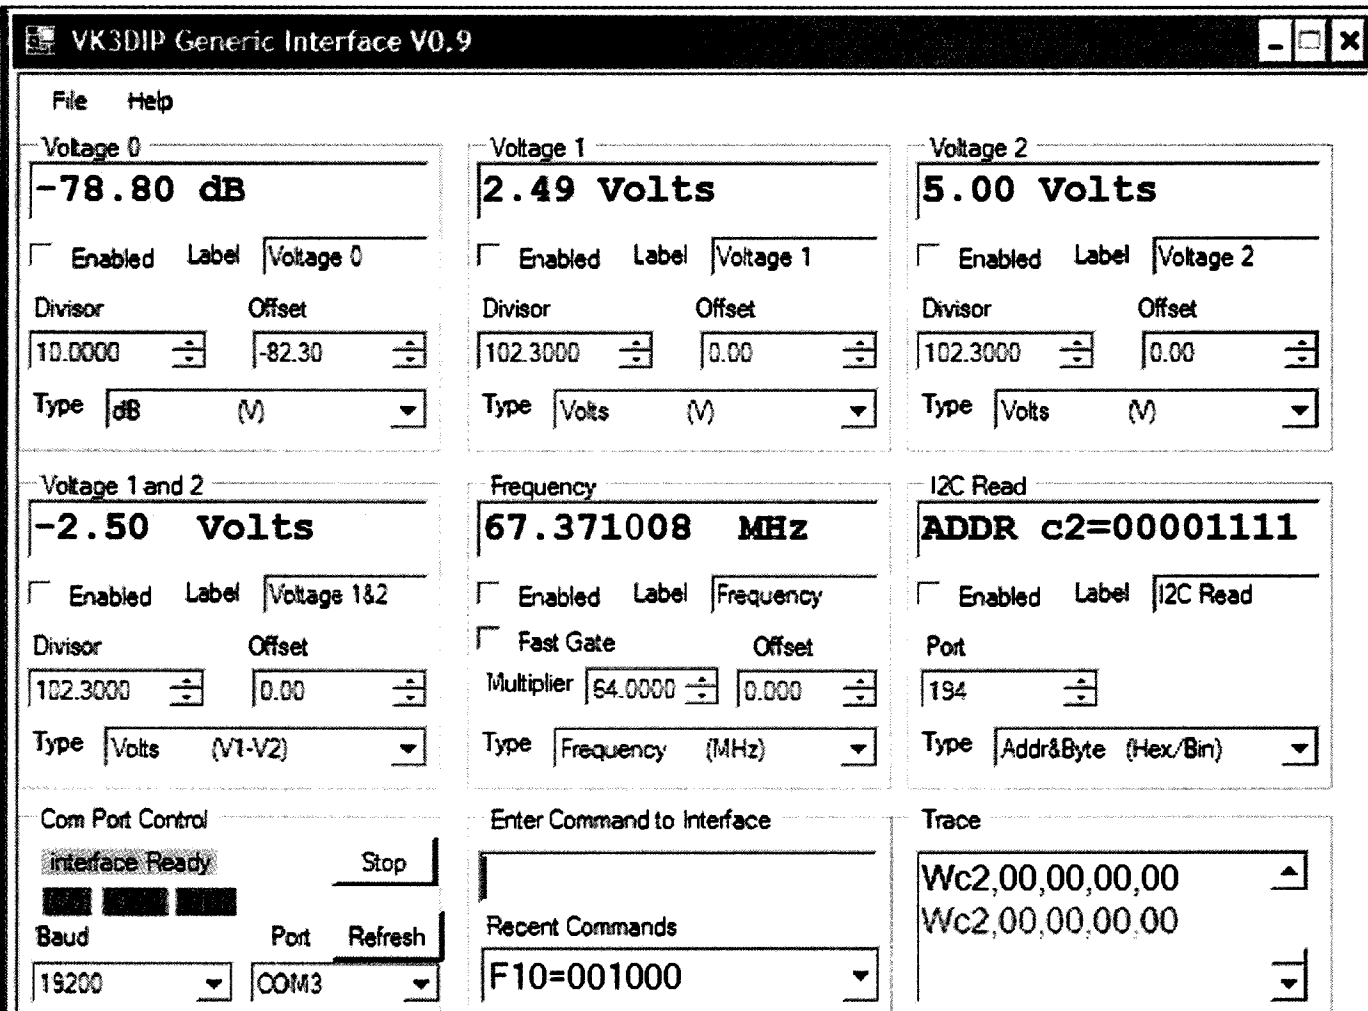 VK3DIP Generic Interface V0.9
File Help
Voltage 0
-78.80 dB
Enabled Label Voltage 0
Divisor Offset
10.0000 -82.30
Type dB (V)
Voltage 1
2.49 Volts
Enabled Label Voltage 1
Divisor Offset
102.3000 0.00
Type Volts (V)
Voltage 2
5.00 Volts
Enabled Label Voltage 2
Divisor Offset
102.3000 0.00
Type Volts (V)
Voltage 1 and 2
-2.50 Volts
Enabled Label Voltage 1&2
Divisor Offset
102.3000 0.00
Type Volts (V1-V2)
Frequency
67.371008 MHz
Enabled Label Frequency
Fast Gate Offset
Multiplier 64.0000 0.000
Type Frequency (MHz)
I2C Read
ADDR c2=00001111
Enabled Label I2C Read
Port
194
Type Addr&Byte (Hex/Bin)
Com Port Control
interface Ready Stop
Baud Port Refresh
19200 COM3
Enter Command to Interface
Recent Commands
F10=001000
Trace
Wc2,00,00,00,00
Wc2,00,00,00,00